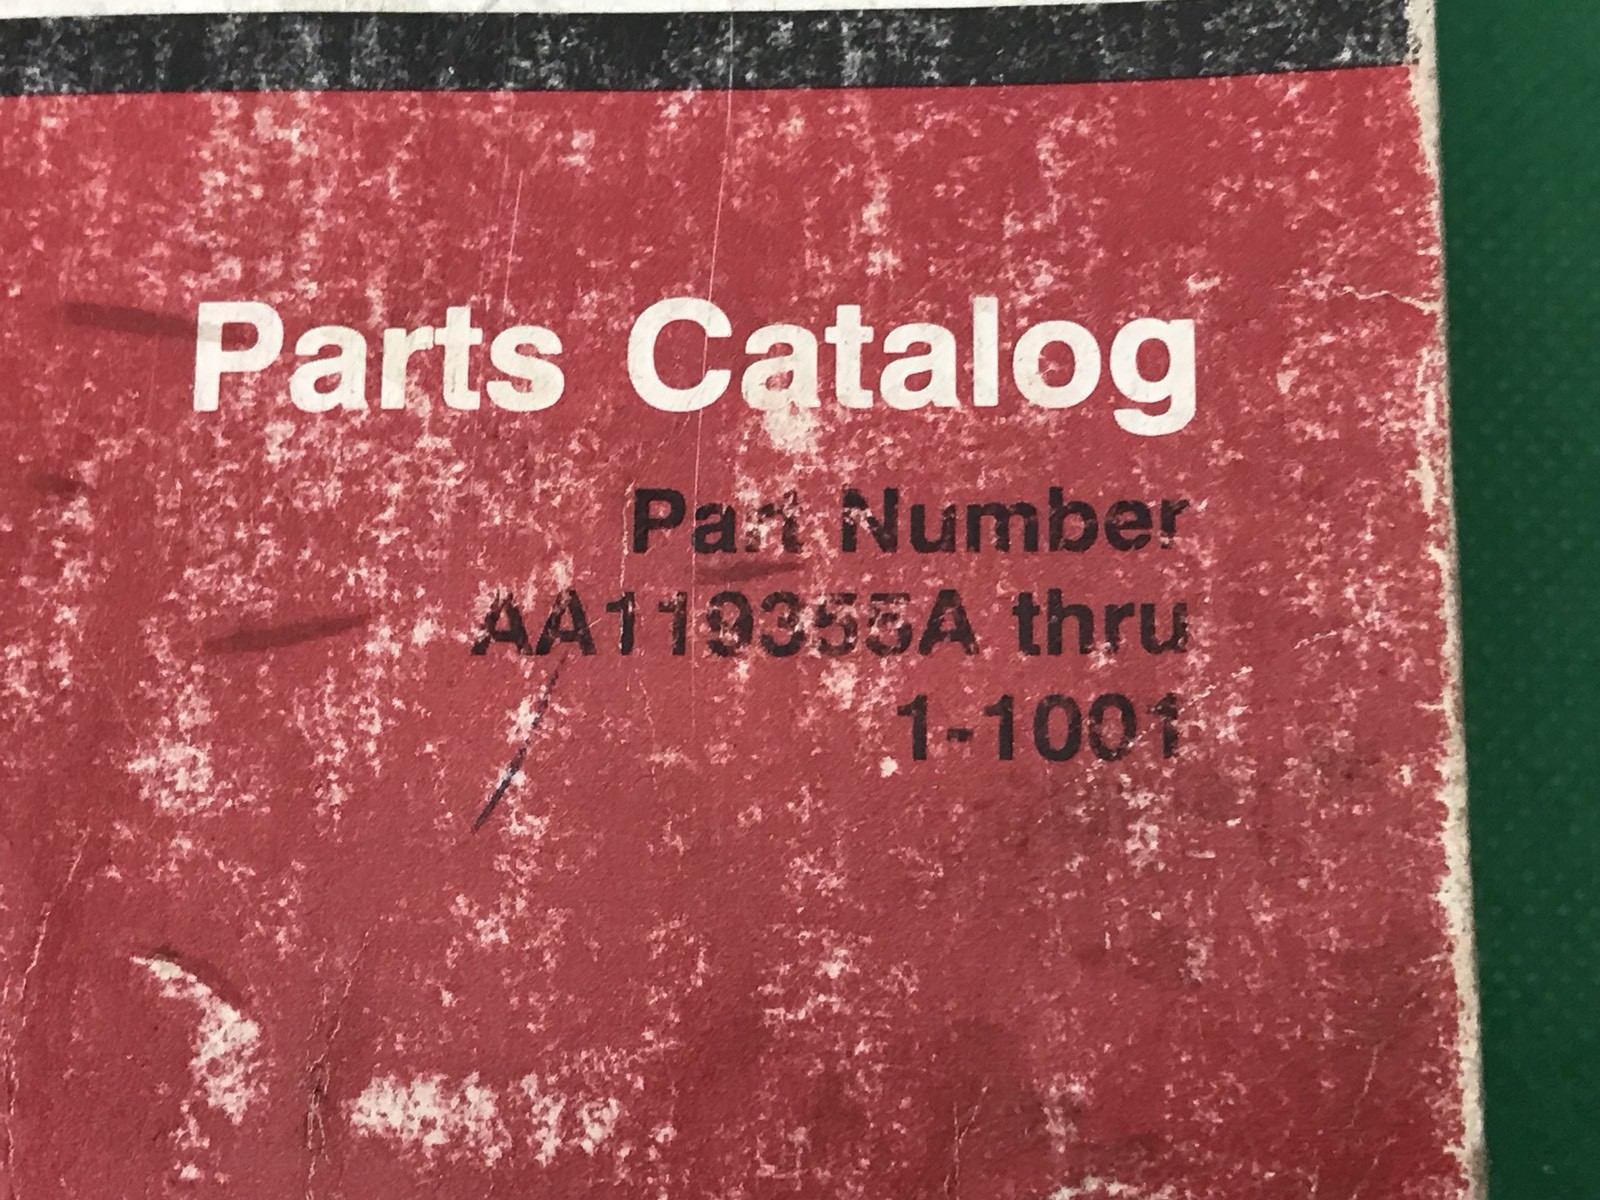 Parts Catalog
Part Number
AA119355A thru
1-1001